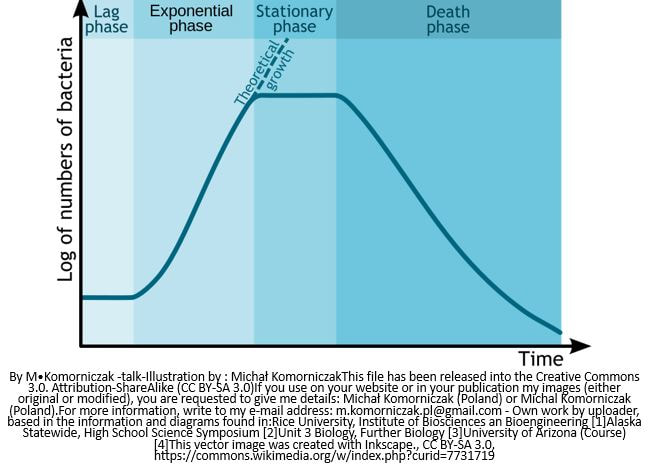 Lag
phase
Exponential
phase
Stationary
phase
Death
phase
Theoretical
growth
Log of numbers of bacteria
Time
By M•Komorniczak -talk-Illustration by : Michał KomorniczakThis file has been released into the Creative Commons
3.0. Attribution-ShareAlike (CC BY-SA 3.0)If you use on your website or in your publication my images (either
original or modified), you are requested to give me details: Michał Komorniczak (Poland) or Michal Komorniczak
(Poland).For more information, write to my e-mail address: m.komorniczak.pl@gmail.com - Own work by uploader,
based in the information and diagrams found in:Rice University, Institute of Biosciences an Bioengineering [1]Alaska
Statewide, High School Science Symposium [2]Unit 3 Biology, Further Biology [3]University of Arizona (Course)
[4]This vector image was created with Inkscape., CC BY-SA 3.0,
https://commons.wikimedia.org/w/index.php?curid=7731719